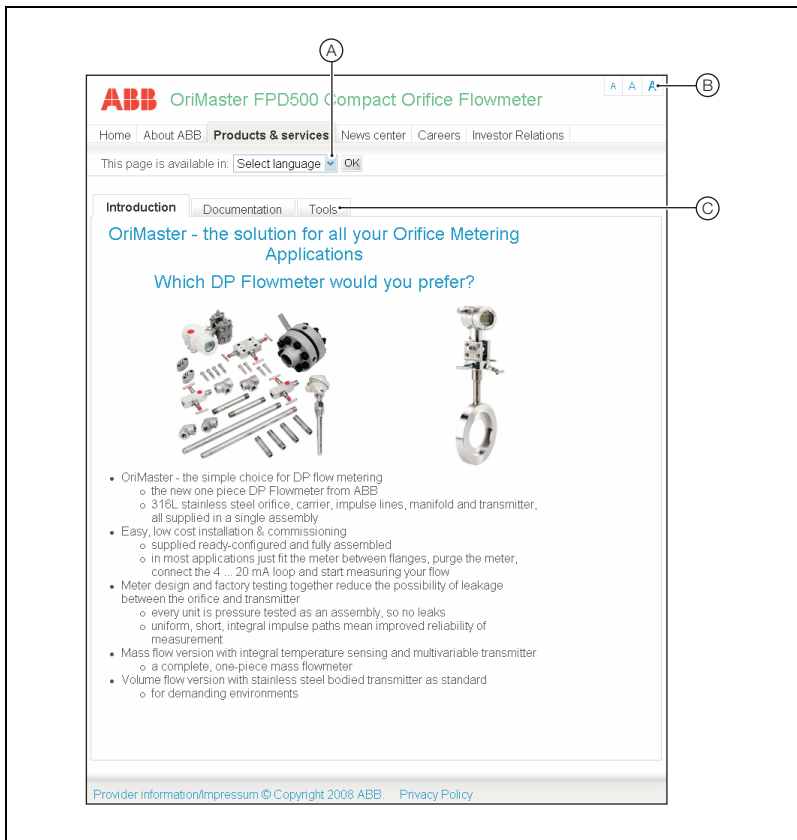 A
B
ABB OriMaster FPD500 Compact Orifice Flowmeter
A A A
Home About ABB Products & services News center Careers Investor Relations
This page is available in: Select language OK
C
Introduction Documentation Tools
OriMaster - the solution for all your Orifice Metering
Applications
Which DP Flowmeter would you prefer?
• OriMaster - the simple choice for DP flow metering
o the new one piece DP Flowmeter from ABB
o 316L stainless steel orifice, carrier, impulse lines, manifold and transmitter,
all supplied in a single assembly
• Easy, low cost installation & commissioning
o supplied ready-configured and fully assembled
o in most applications just fit the meter between flanges, purge the meter,
connect the 4 ... 20 mA loop and start measuring your flow
• Meter design and factory testing together reduce the possibility of leakage
between the orifice and transmitter
o every unit is pressure tested as an assembly, so no leaks
o uniform, short, integral impulse paths mean improved reliability of
measurement
• Mass flow version with integral temperature sensing and multivariable transmitter
o a complete, one-piece mass flowmeter
• Volume flow version with stainless steel bodied transmitter as standard
o for demanding environments
Provider information/Impressum © Copyright 2008 ABB. Privacy Policy